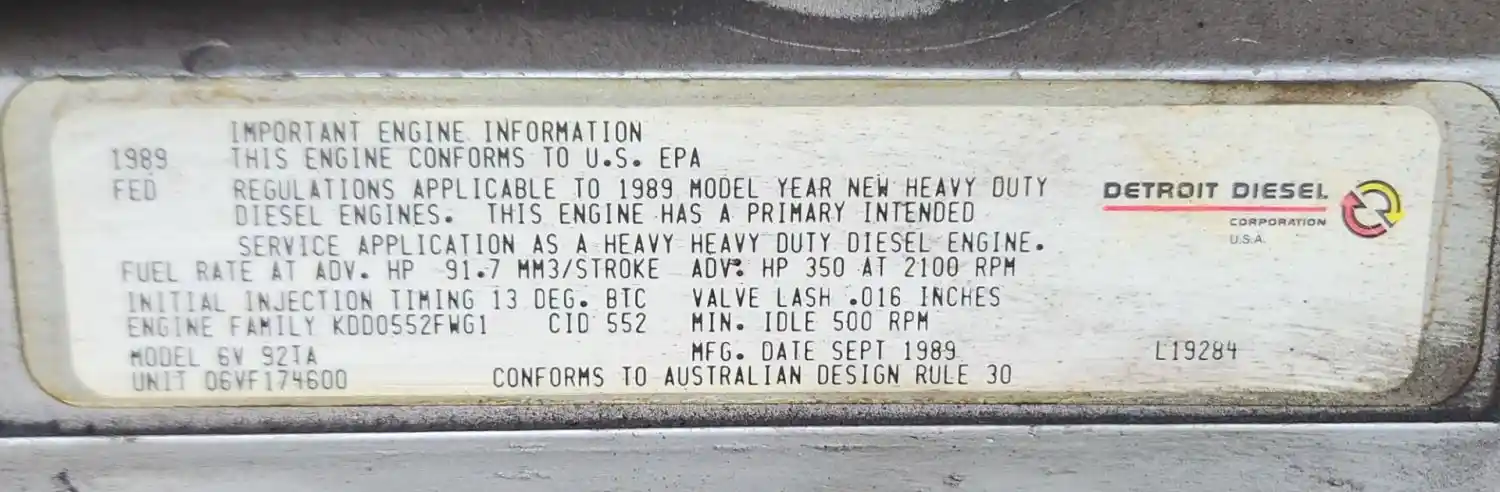 IMPORTANT ENGINE INFORMATION
1989 THIS ENGINE CONFORMS TO U.S. EPA
FED REGULATIONS APPLICABLE TO 1989 MODEL YEAR NEW HEAVY DUTY
DIESEL ENGINES. THIS ENGINE HAS A PRIMARY INTENDED
SERVICE APPLICATION AS A HEAVY HEAVY DUTY DIESEL ENGINE.
FUEL RATE AT ADV. HP 91.7 MM3/STROKE ADV. HP 350 AT 2100 RPM
INITIAL INJECTION TIMING 13 DEG. BTC VALVE LASH .016 INCHES
ENGINE FAMILY KDD0552FWG1 CID 552 MIN. IDLE 500 RPM
MODEL 6V 92TA MFG. DATE SEPT 1989 L19284
UNIT 06VF174600 CONFORMS TO AUSTRALIAN DESIGN RULE 30
DETROIT DIESEL
CORPORATION
U.S.A.